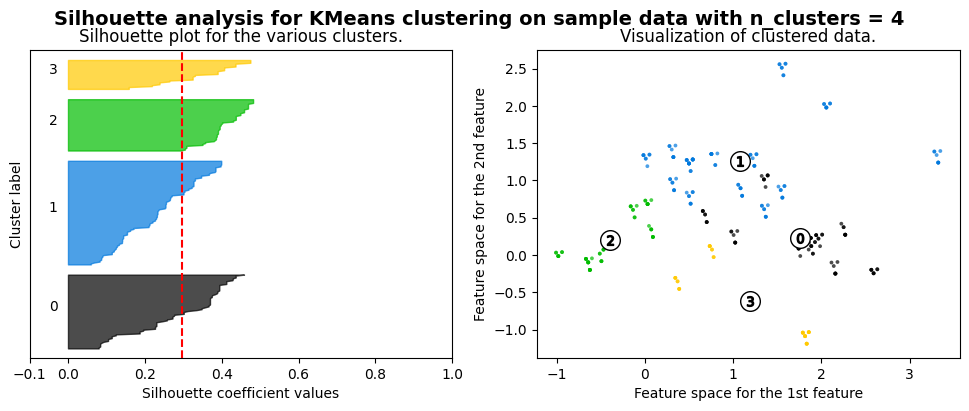 Silhouette analysis for KMeans clustering on sample data with n_clusters = 4
Silhouette plot for the various clusters.
Cluster label
3
2
1
0
−0.1 0.0 0.2 0.4 0.6 0.8 1.0
Silhouette coefficient values
Visualization of clustered data.
Feature space for the 2nd feature
2.5
2.0
1.5
1.0
0.5
0.0
−0.5
−1.0
1
2
0
3
−1 0 1 2 3
Feature space for the 1st feature